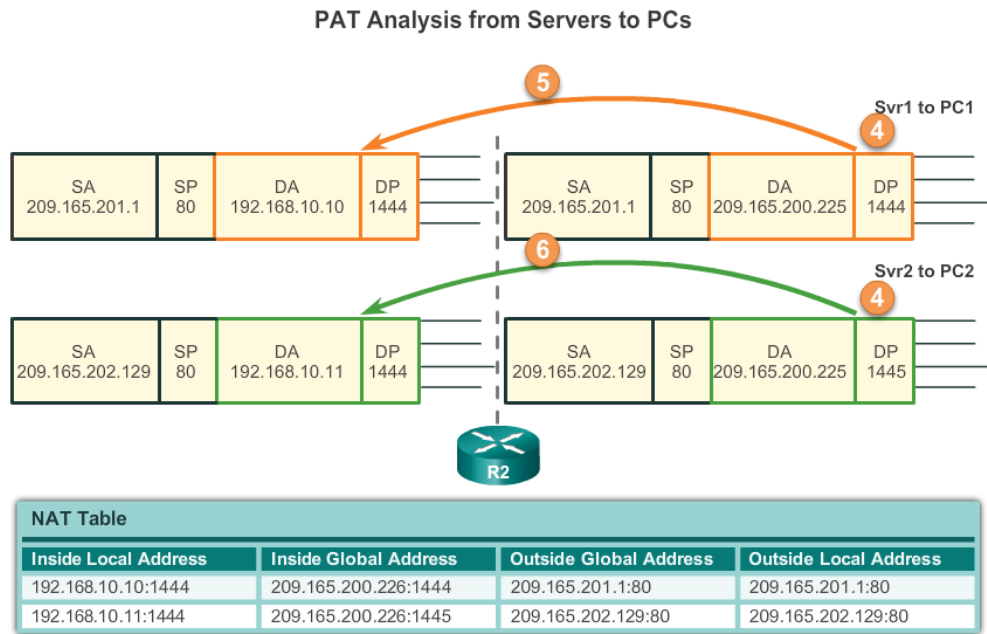 PAT Analysis from Servers to PCs
5
Svr1 to PC1
4
SA
209.165.201.1
SP
80
DA
192.168.10.10
DP
1444
SA
209.165.201.1
SP
80
DA
209.165.200.225
DP
1444
6
Svr2 to PC2
4
SA
209.165.202.129
SP
80
DA
192.168.10.11
DP
1444
SA
209.165.202.129
SP
80
DA
209.165.200.225
DP
1445
R2
NAT Table
Inside Local Address Inside Global Address Outside Global Address Outside Local Address
192.168.10.10:1444 209.165.200.226:1444 209.165.201.1:80 209.165.201.1:80
192.168.10.11:1444 209.165.200.226:1445 209.165.202.129:80 209.165.202.129:80